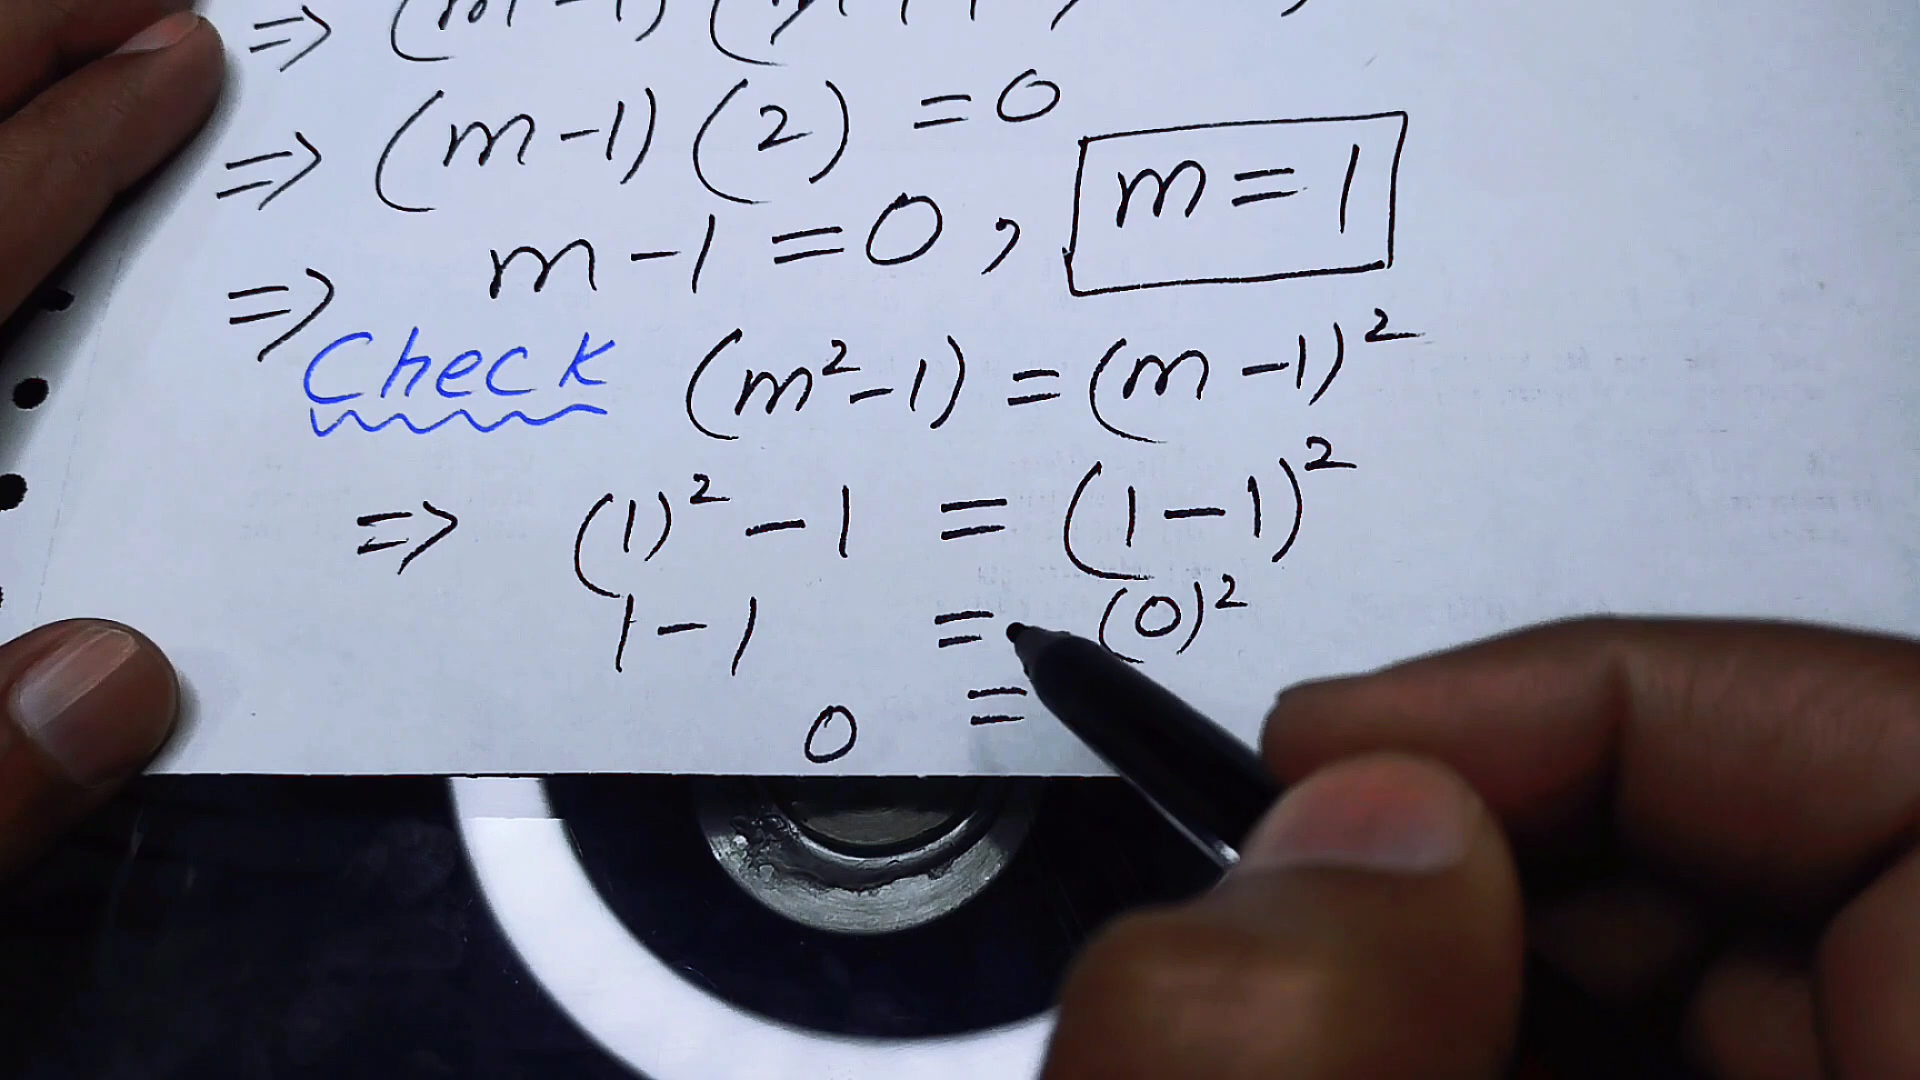 ⇒ (m-1)(2) = 0
⇒ m-1=0, m=1
Check (m²-1) = (m-1)²
⇒ (1)²-1 = (1-1)²
1-1 = (0)²
0 =